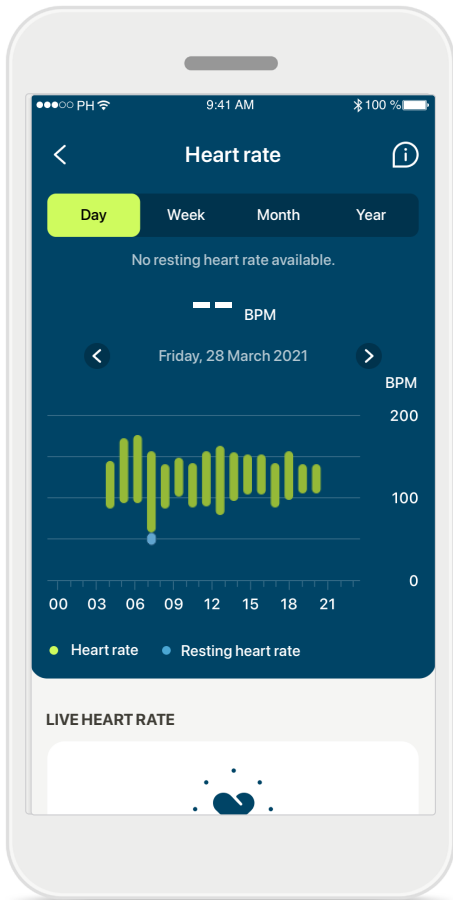 PH 9:41 AM 100 %
Heart rate
Day Week Month Year
No resting heart rate available.
-- BPM
Friday, 28 March 2021
BPM
200
100
0
00 03 06 09 12 15 18 21
Heart rate Resting heart rate
LIVE HEART RATE